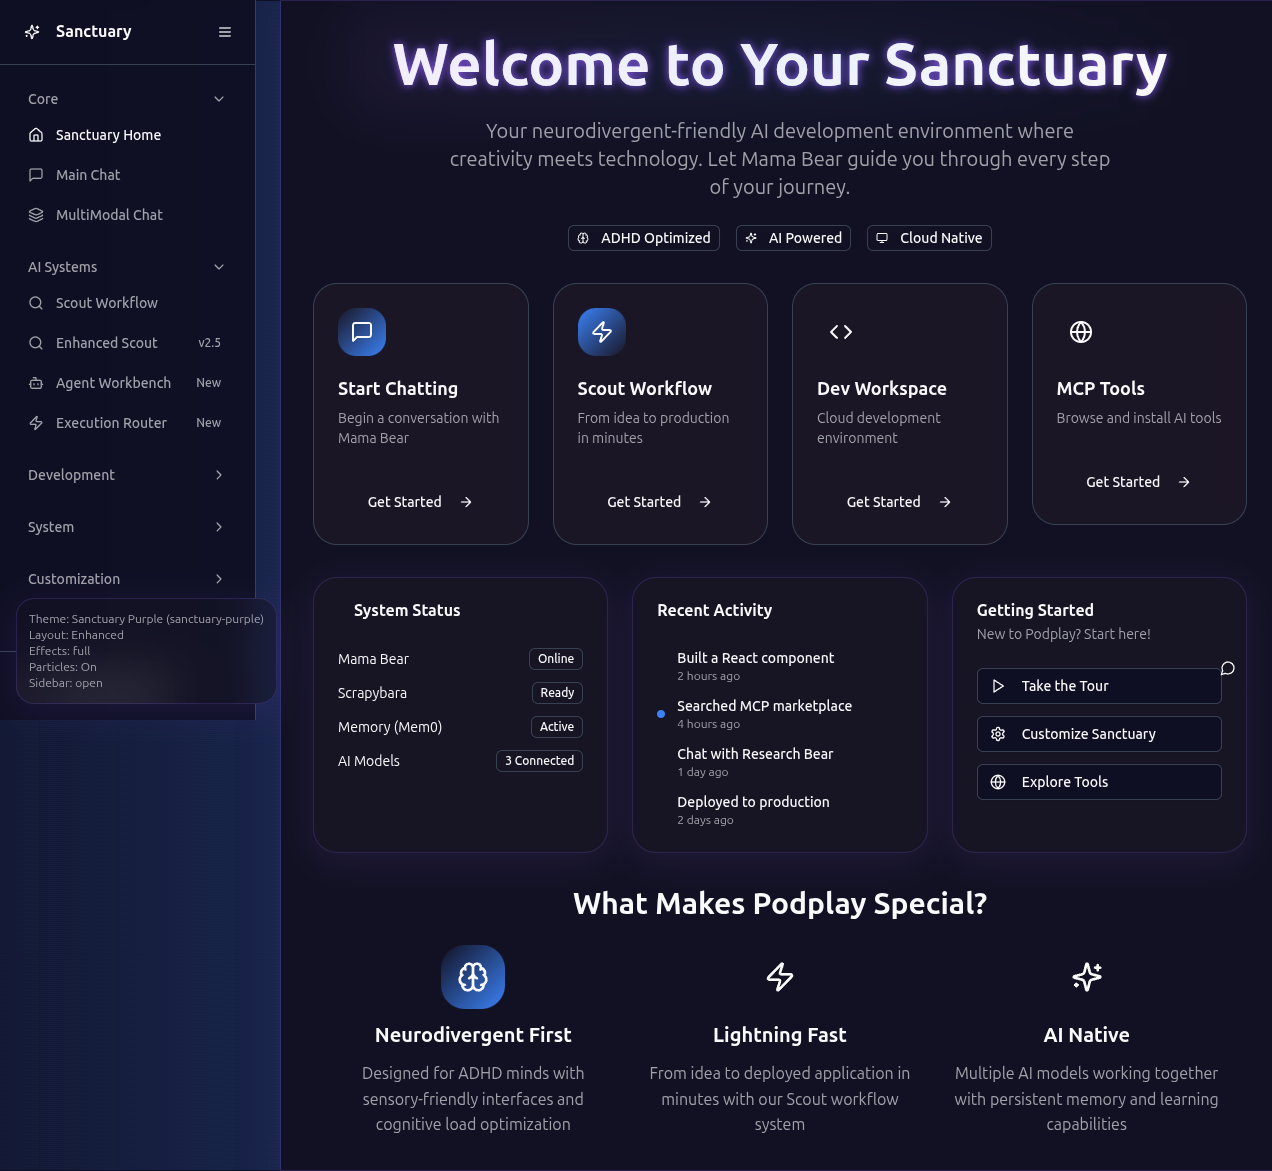 Sanctuary
Core
Sanctuary Home
Main Chat
MultiModal Chat
AI Systems
Scout Workflow
Enhanced Scout v2.5
Agent Workbench New
Execution Router New
Development
System
Customization
Theme: Sanctuary Purple (sanctuary-purple)
Layout: Enhanced
Effects: full
Particles: On
Sidebar: open
Welcome to Your Sanctuary
Your neurodivergent-friendly AI development environment where
creativity meets technology. Let Mama Bear guide you through every step
of your journey.
ADHD Optimized
AI Powered
Cloud Native
Start Chatting
Begin a conversation with
Mama Bear
Get Started
Scout Workflow
From idea to production
in minutes
Get Started
Dev Workspace
Cloud development
environment
Get Started
MCP Tools
Browse and install AI tools
Get Started
System Status
Mama Bear Online
Scrapybara Ready
Memory (Mem0) Active
AI Models 3 Connected
Recent Activity
Built a React component
2 hours ago
Searched MCP marketplace
4 hours ago
Chat with Research Bear
1 day ago
Deployed to production
2 days ago
Getting Started
New to Podplay? Start here!
Take the Tour
Customize Sanctuary
Explore Tools
What Makes Podplay Special?
Neurodivergent First
Designed for ADHD minds with
sensory-friendly interfaces and
cognitive load optimization
Lightning Fast
From idea to deployed application in
minutes with our Scout workflow
system
AI Native
Multiple AI models working together
with persistent memory and learning
capabilities